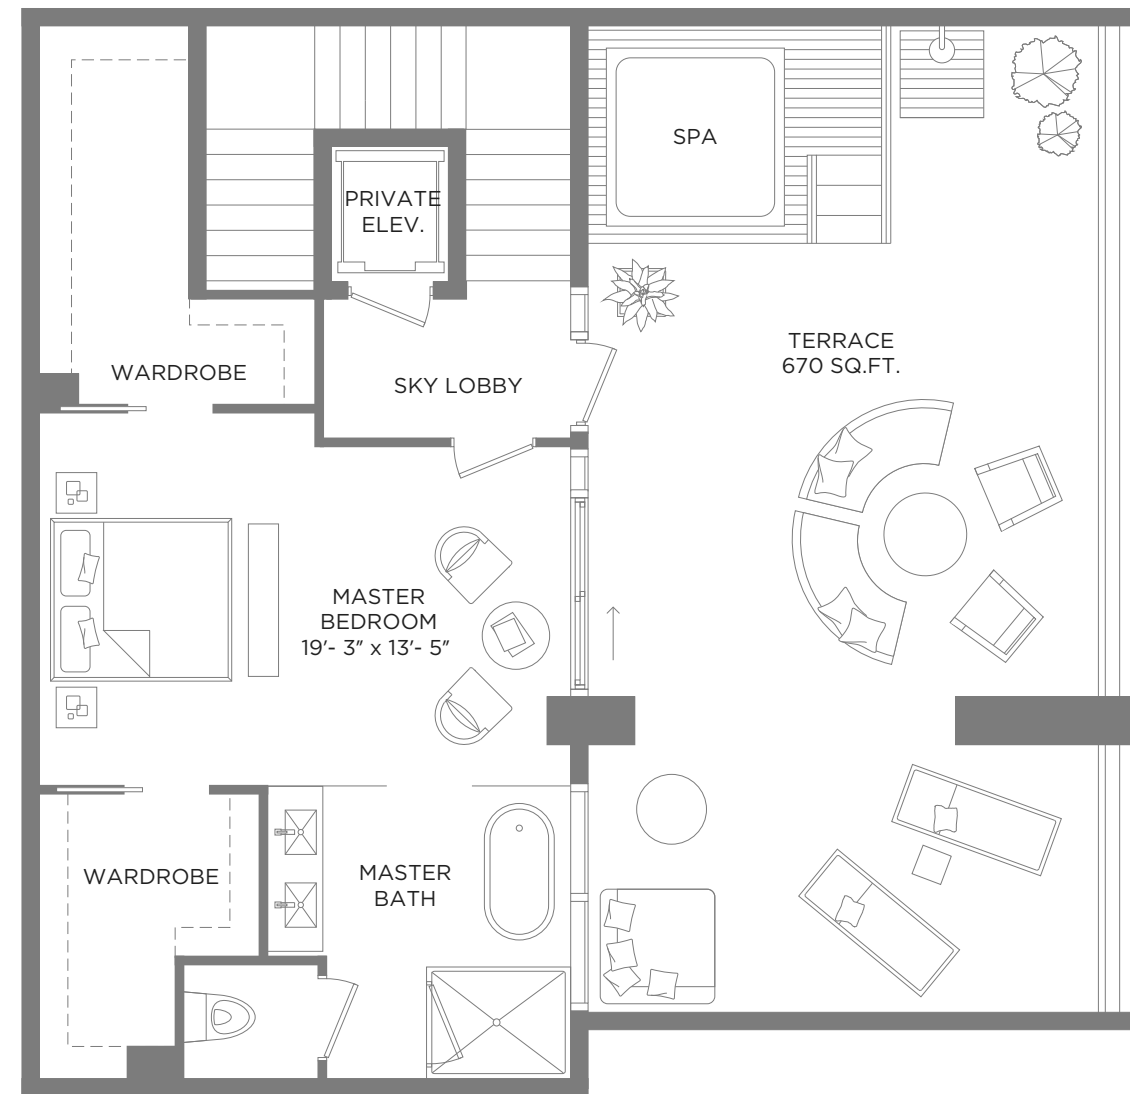 SPA
PRIVATE
ELEV.
TERRACE
670 SQ.FT.
WARDROBE
SKY LOBBY
MASTER
BEDROOM
19'- 3" x 13'- 5"
WARDROBE
MASTER
BATH